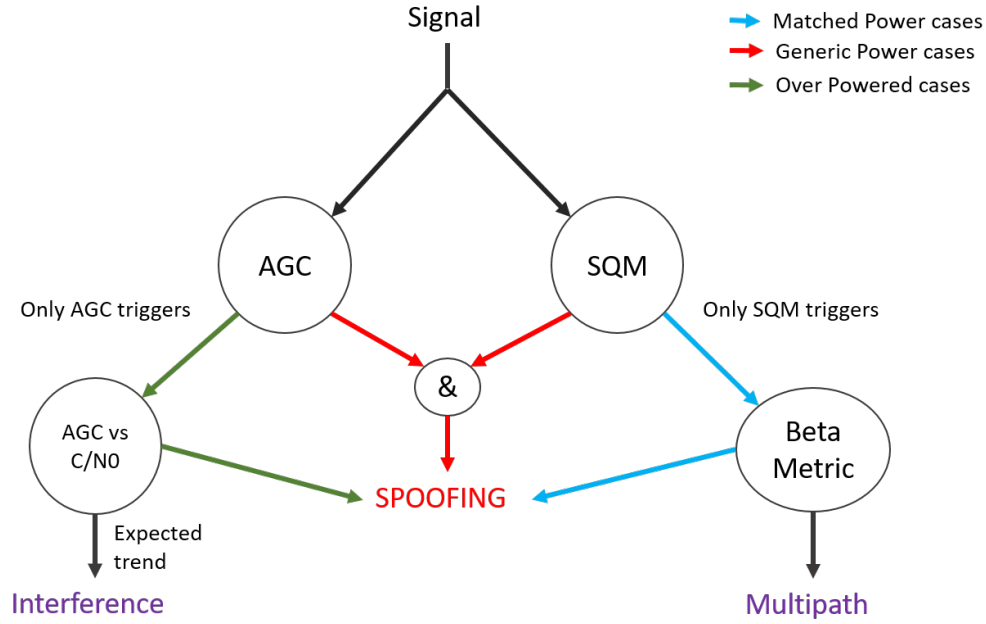 Signal
Matched Power cases
Generic Power cases
Over Powered cases
AGC
SQM
Only AGC triggers
Only SQM triggers
&
AGC vs
C/N0
Beta
Metric
SPOOFING
Expected
trend
Interference
Multipath